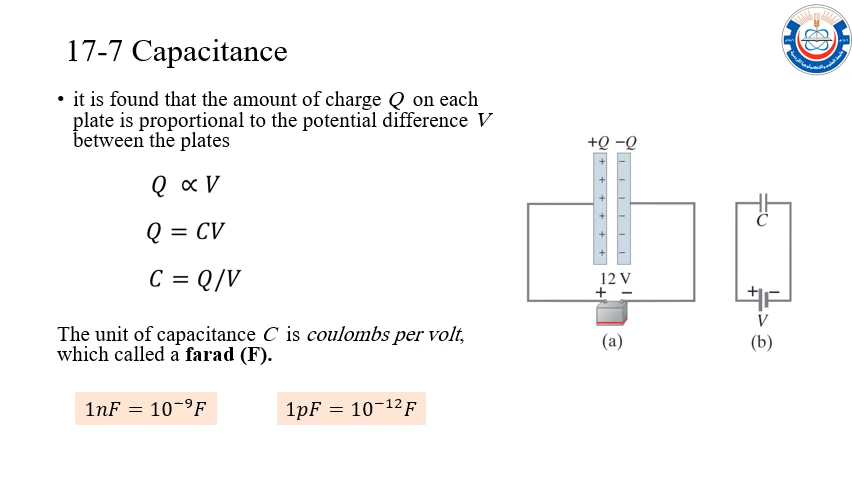 17-7 Capacitance
• it is found that the amount of charge Q on each
plate is proportional to the potential difference V
between the plates
Q ∝ V
Q = CV
C = Q/V
The unit of capacitance C is coulombs per volt,
which called a farad (F).
1nF = 10⁻⁹F
1pF = 10⁻¹²F
+Q −Q
12 V
+ −
(a)
C
+ −
V
(b)